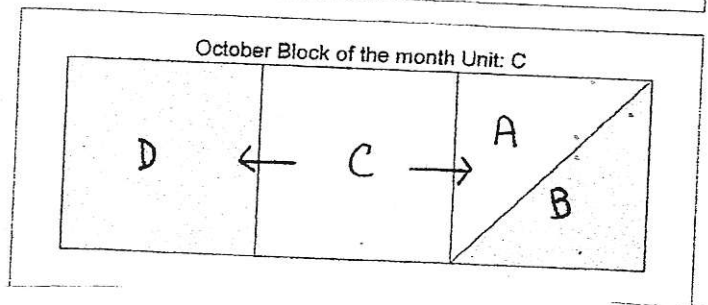 October Block of the month Unit: C
D ← C → A
B